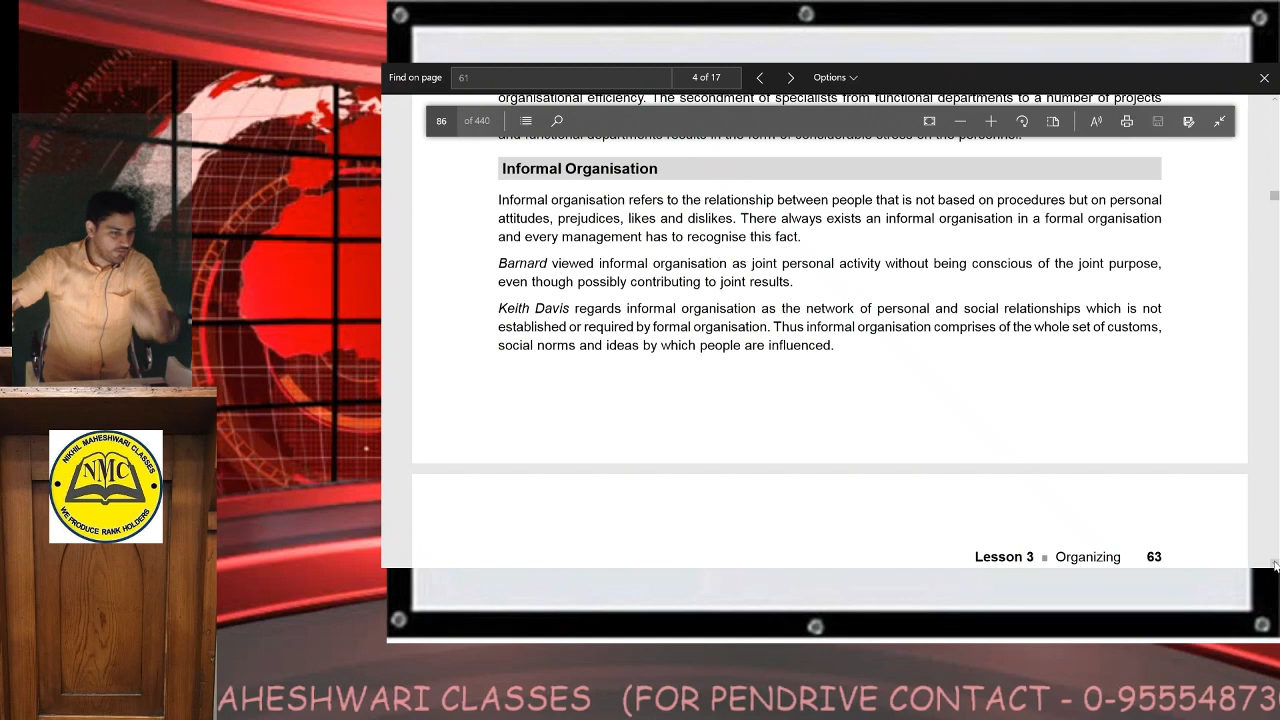 Find on page 61 4 of 17 Options
organisational efficiency. The secondment of specialists from functional departments to a number of projects
86 of 440
Informal Organisation
Informal organisation refers to the relationship between people that is not based on procedures but on personal
attitudes, prejudices, likes and dislikes. There always exists an informal organisation in a formal organisation
and every management has to recognise this fact.
Barnard viewed informal organisation as joint personal activity without being conscious of the joint purpose,
even though possibly contributing to joint results.
Keith Davis regards informal organisation as the network of personal and social relationships which is not
established or required by formal organisation. Thus informal organisation comprises of the whole set of customs,
social norms and ideas by which people are influenced.
Lesson 3 Organizing 63
NIKHIL MAHESHWARI CLASSES
NMC
WE PRODUCE RANK HOLDERS
AHESHWARI CLASSES (FOR PENDRIVE CONTACT - 0-95554873